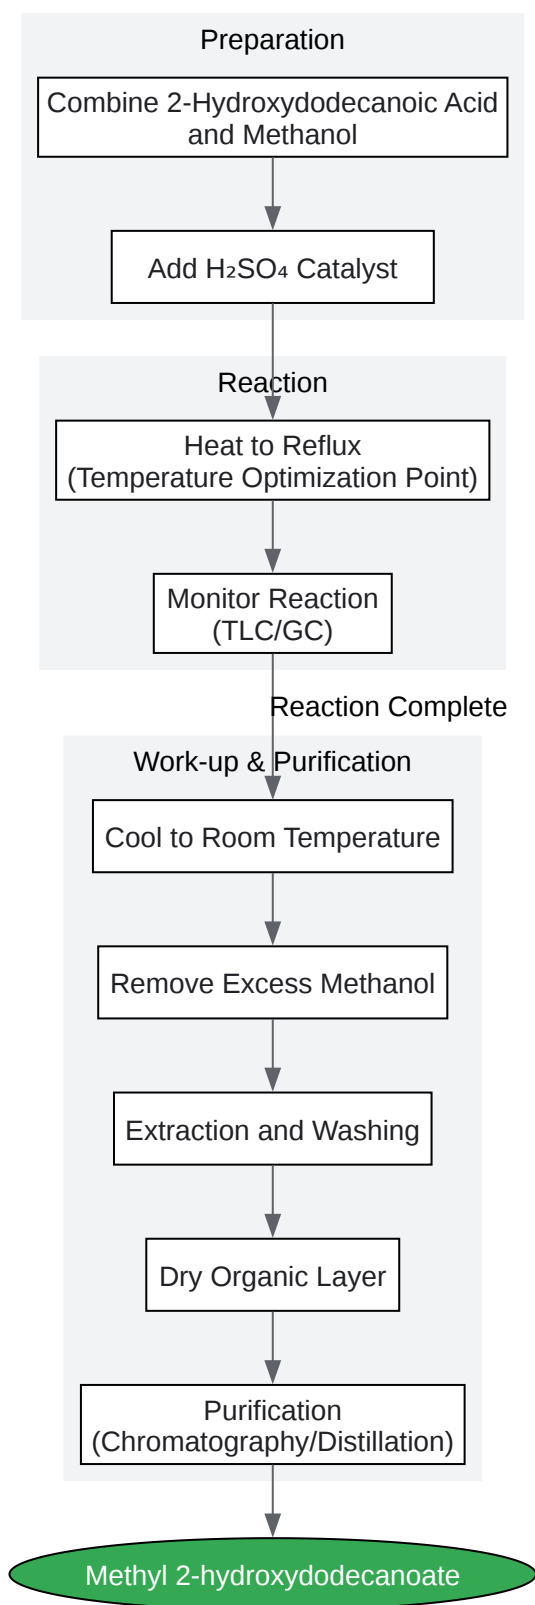 Preparation
Combine 2-Hydroxydodecanoic Acid
and Methanol
Add H₂SO₄ Catalyst
Reaction
Heat to Reflux
(Temperature Optimization Point)
Monitor Reaction
(TLC/GC)
Reaction Complete
Work-up & Purification
Cool to Room Temperature
Remove Excess Methanol
Extraction and Washing
Dry Organic Layer
Purification
(Chromatography/Distillation)
Methyl 2-hydroxydodecanoate